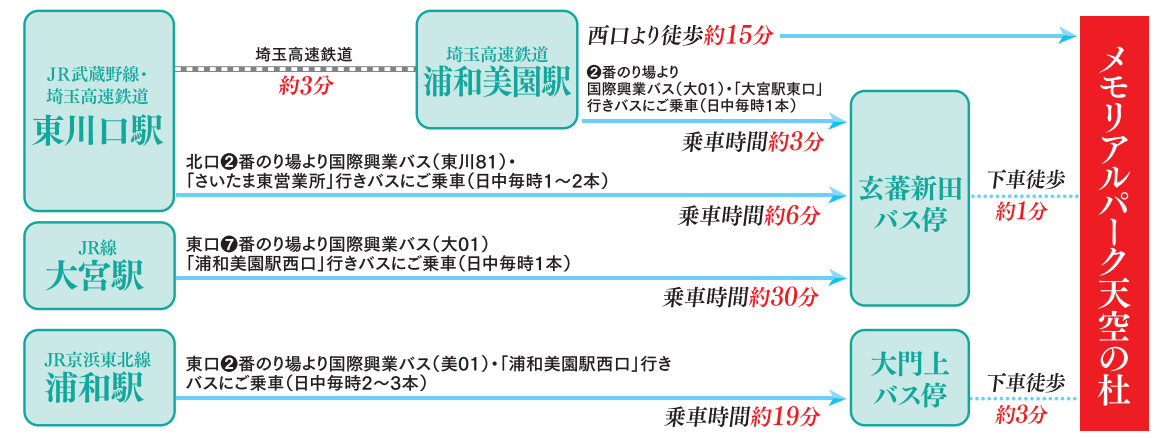 JR武蔵野線・
埼玉高速鉄道
東川口駅
埼玉高速鉄道
約3分
埼玉高速鉄道
浦和美園駅
西口より徒歩約15分
❷番のり場より
国際興業バス（大01）・「大宮駅東口」
行きバスにご乗車（日中毎時1本）
乗車時間約3分
北口❷番のり場より国際興業バス（東川81）・
「さいたま東営業所」行きバスにご乗車（日中毎時1～2本）
乗車時間約6分
JR線
大宮駅
東口❼番のり場より国際興業バス（大01）
「浦和美園駅西口」行きバスにご乗車（日中毎時1本）
乗車時間約30分
玄蕃新田
バス停
下車徒歩
約1分
JR京浜東北線
浦和駅
東口❷番のり場より国際興業バス（美01）・「浦和美園駅西口」行き
バスにご乗車（日中毎時2～3本）
乗車時間約19分
大門上
バス停
下車徒歩
約3分
メモリアルパーク天空の杜